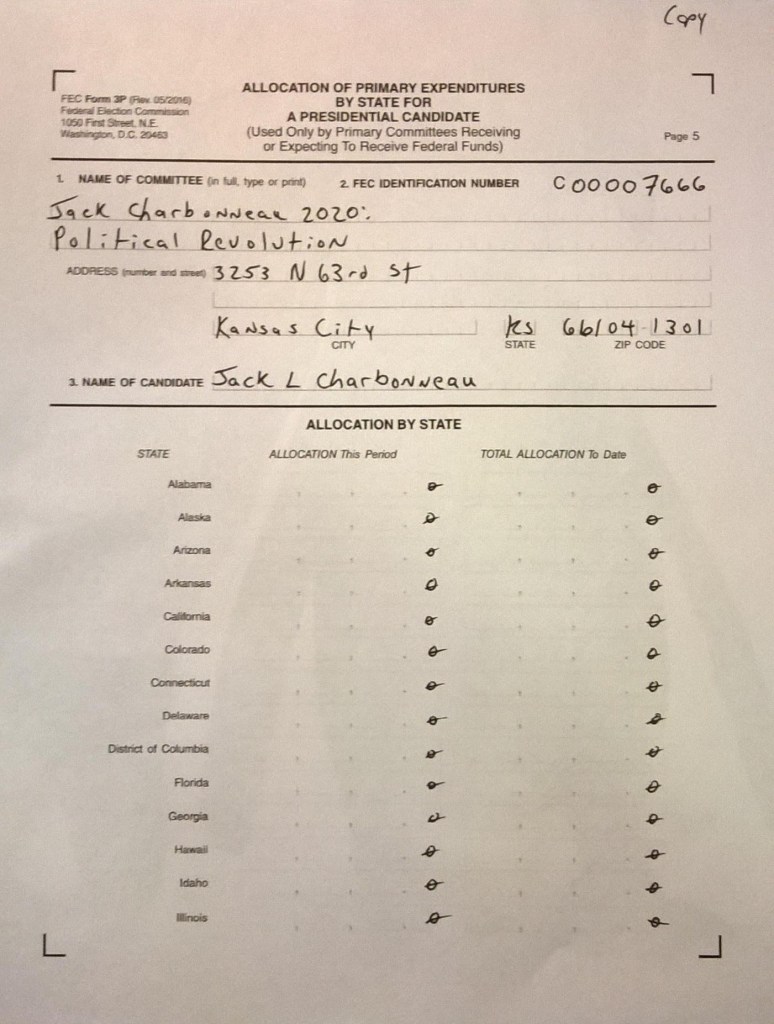 Copy
FEC Form 3P (Rev. 05/2016)
Federal Election Commission
1050 First Street, N.E.
Washington, D.C. 20463
ALLOCATION OF PRIMARY EXPENDITURES
BY STATE FOR
A PRESIDENTIAL CANDIDATE
(Used Only by Primary Committees Receiving
or Expecting To Receive Federal Funds)
Page 5
1. NAME OF COMMITTEE (in full, type or print) 2. FEC IDENTIFICATION NUMBER C00007666
Jack Charbonneau 2020:
Political Revolution
ADDRESS (number and street) 3253 N 63rd St
Kansas City KS 66104-1301
CITY STATE ZIP CODE
3. NAME OF CANDIDATE Jack L Charbonneau
ALLOCATION BY STATE
STATE ALLOCATION This Period TOTAL ALLOCATION To Date
Alabama 0 0
Alaska 0 0
Arizona 0 0
Arkansas 0 0
California 0 0
Colorado 0 0
Connecticut 0 0
Delaware 0 0
District of Columbia 0 0
Florida 0 0
Georgia 0 0
Hawaii 0 0
Idaho 0 0
Illinois 0 0